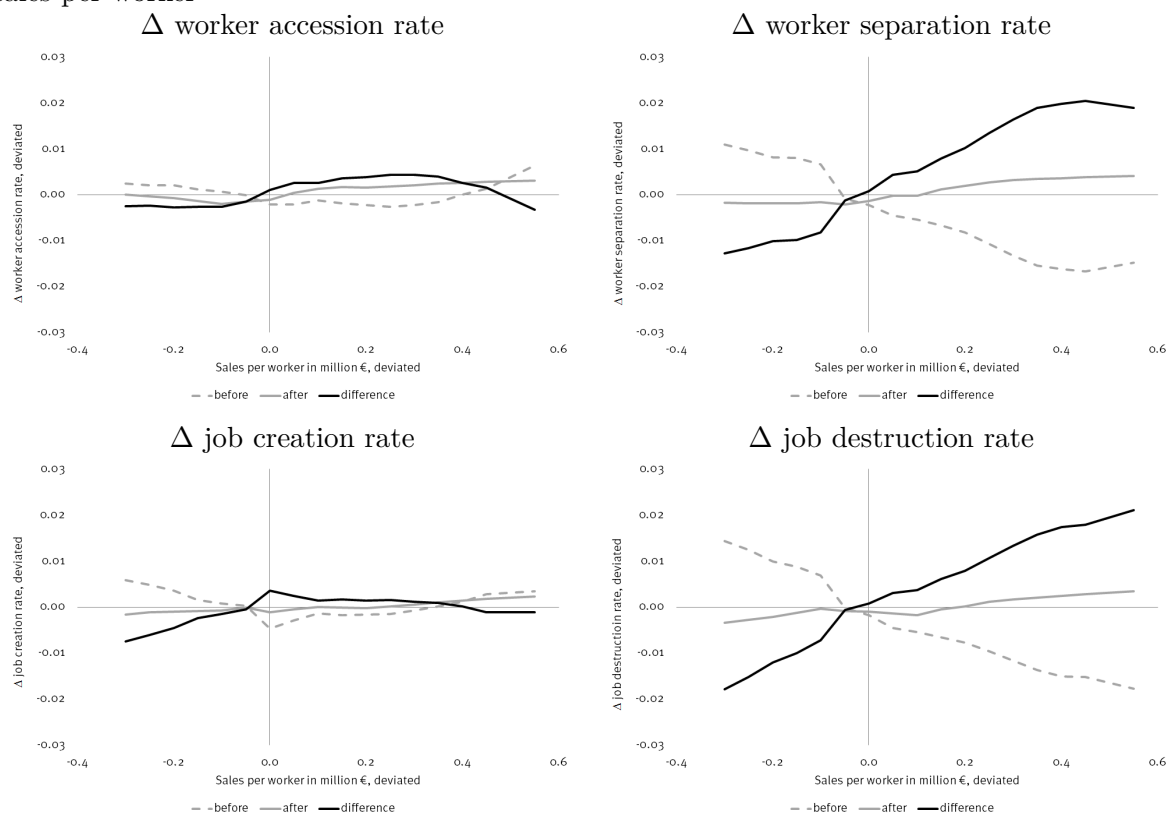 sales per worker
Δ worker accession rate
0.03
0.02
0.01
0.00
-0.01
-0.02
-0.03
-0.4
-0.2
0.0
0.2
0.4
0.6
Δ worker accession rate, deviated
Sales per worker in million €, deviated
before
after
difference
Δ worker separation rate
0.03
0.02
0.01
0.00
-0.01
-0.02
-0.03
-0.4
-0.2
0.0
0.2
0.4
0.6
Δ worker separation rate, deviated
Sales per worker in million €, deviated
before
after
difference
Δ job creation rate
0.03
0.02
0.01
0.00
-0.01
-0.02
-0.03
-0.4
-0.2
0.0
0.2
0.4
0.6
Δ job creation rate, deviated
Sales per worker in million €, deviated
before
after
difference
Δ job destruction rate
0.03
0.02
0.01
0.00
-0.01
-0.02
-0.03
-0.4
-0.2
0.0
0.2
0.4
0.6
Δ job destructioin rate, deviated
Sales per worker in million €, deviated
before
after
difference